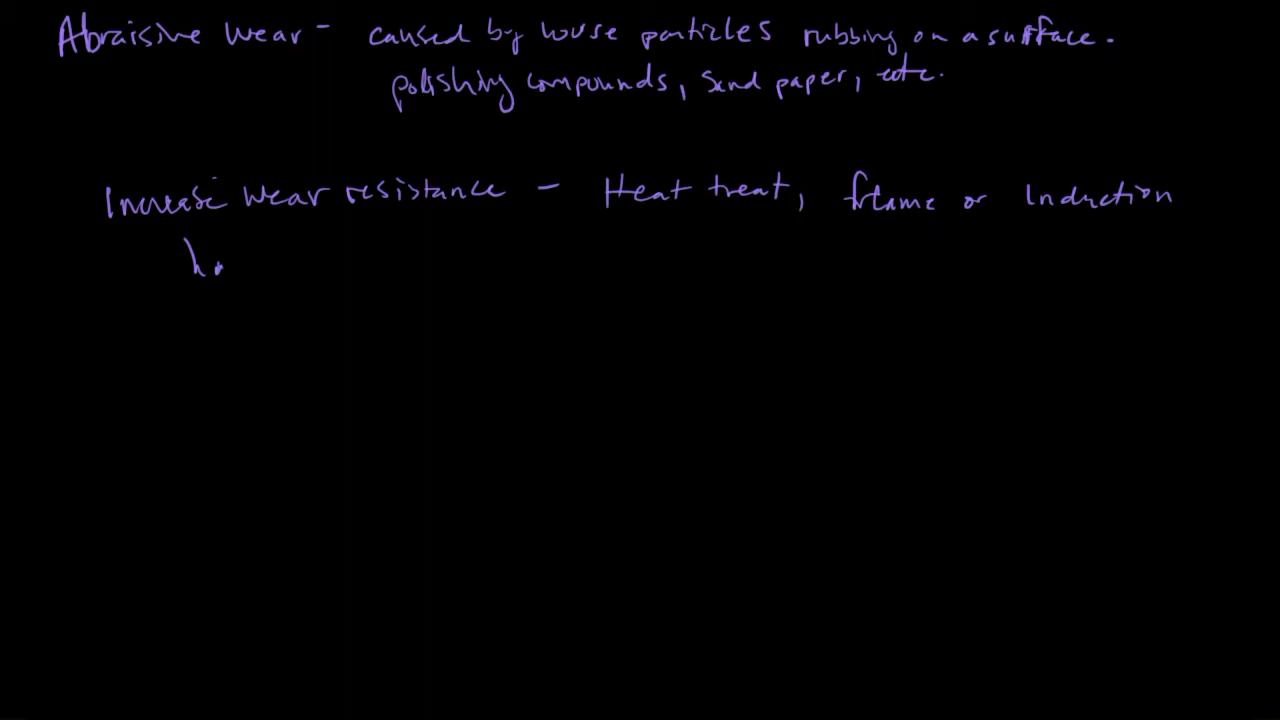 Abraisive Wear - caused by louse particles rubbing on a surface.
polishing compounds, Sand paper, etc.
Increase wear resistance - Heat treat, flame or Induction
h